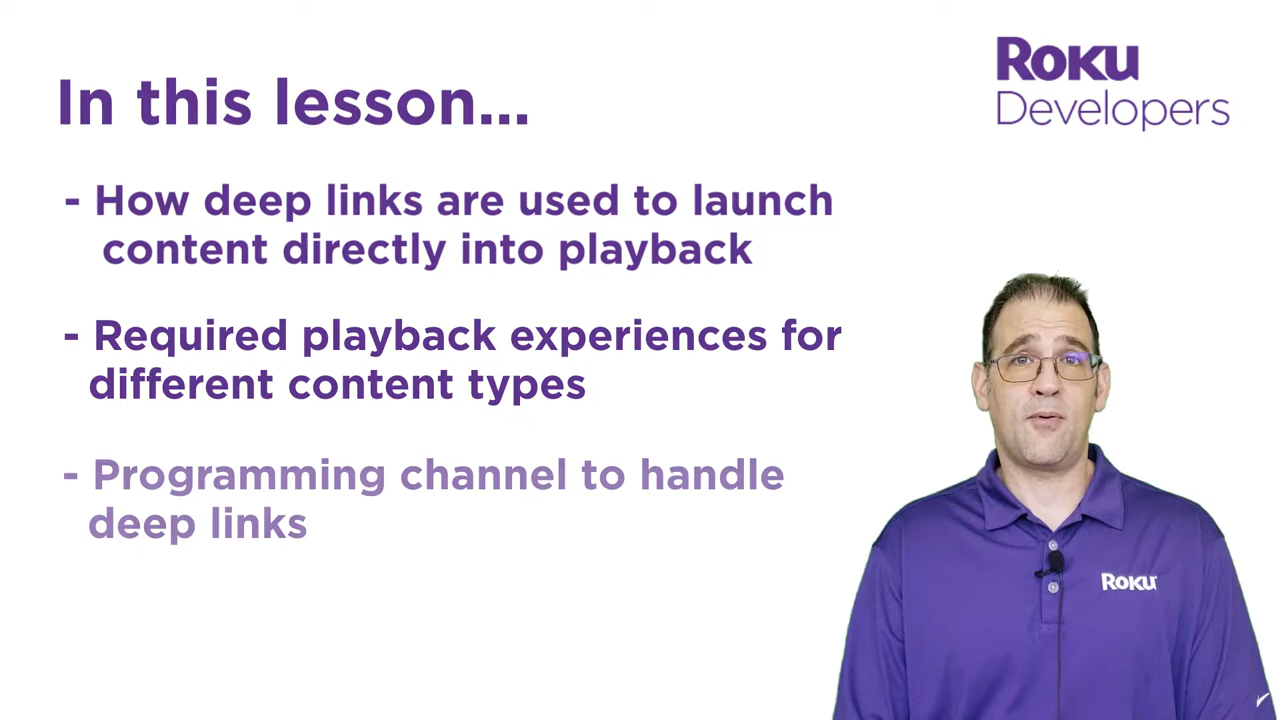 In this lesson...
ROKU
Developers
- How deep links are used to launch
content directly into playback
- Required playback experiences for
different content types
- Programming channel to handle
deep links
ROKU